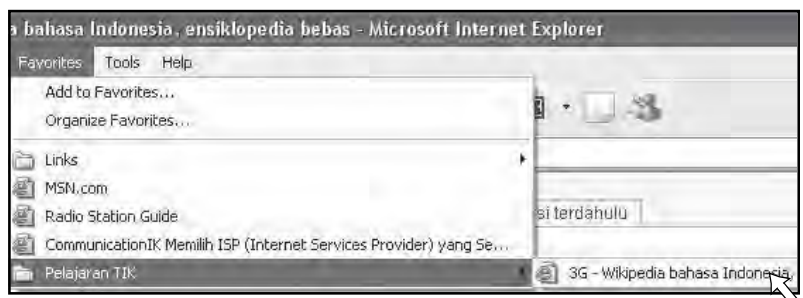 a bahasa Indonesia, ensiklopedia bebas - Microsoft Internet Explorer
Favorites Tools Help
Add to Favorites...
Organize Favorites...
Links
MSN.com
Radio Station Guide
si terdahulu
CommunicationIK Memilih ISP (Internet Services Provider) yang Se...
Pelajaran TIK
3G - Wikipedia bahasa Indonesia,